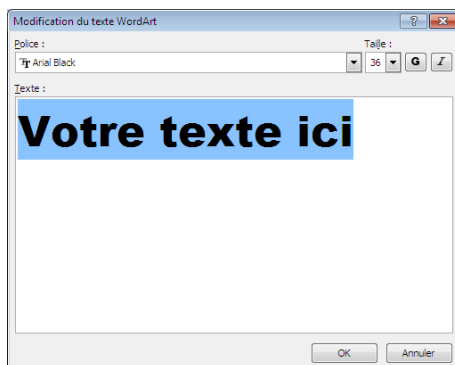 Modification du texte WordArt
Police :
Taille :
Arial Black
36
G
I
Texte :
Votre texte ici
OK
Annuler